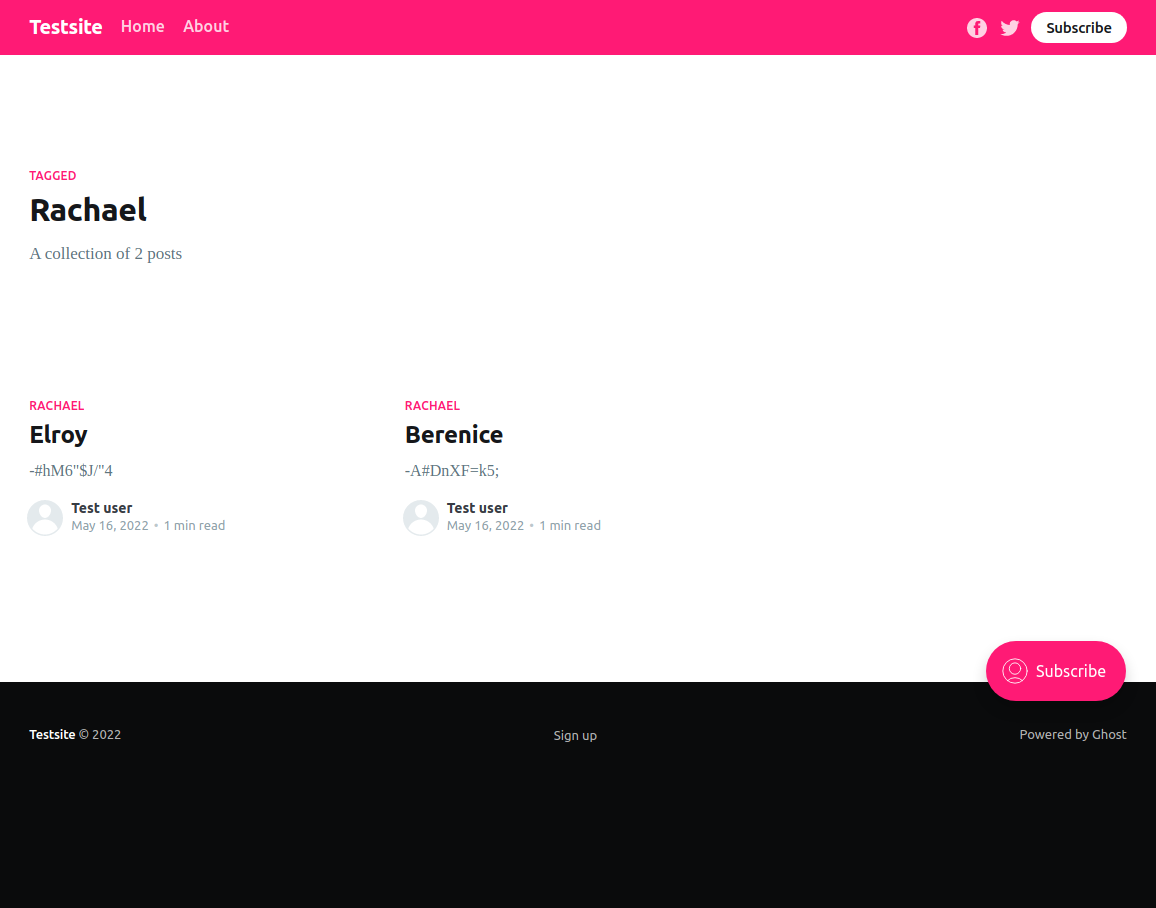 Testsite Home About Subscribe
TAGGED
Rachael
A collection of 2 posts
RACHAEL
Elroy
-#hM6"$J/"4
Test user
May 16, 2022 • 1 min read
RACHAEL
Berenice
-A#DnXF=k5;
Test user
May 16, 2022 • 1 min read
Subscribe
Testsite © 2022
Sign up
Powered by Ghost